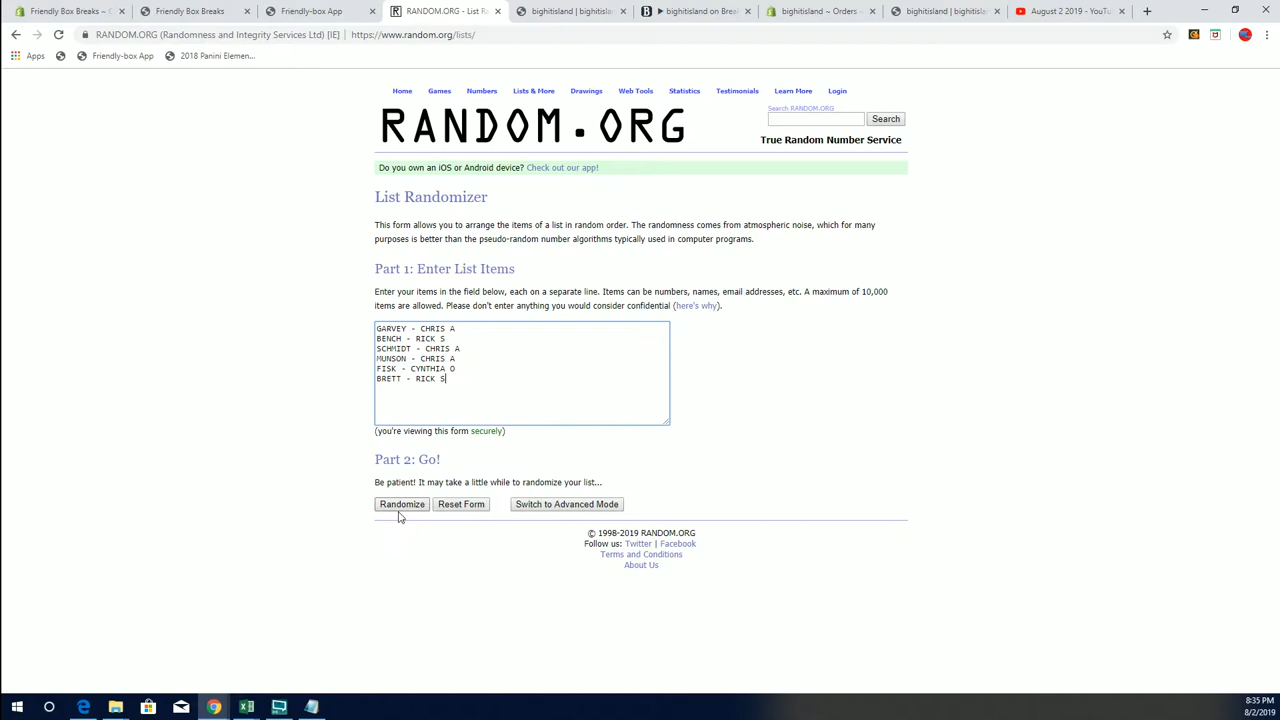 Friendly Box Breaks ~ C
Friendly Box Breaks
Friendly-box App
RANDOM.ORG - List R
bighitisland | bighitislan
bighitisland on Break
bighitisland ~ Orders ~
bighitisland | bighitislan
August 2 2019 - YouTu
RANDOM.ORG (Randomness and Integrity Services Ltd) [IE] | https://www.random.org/lists/
Apps
Friendly-box App
2018 Panini Elemen...
Home Games Numbers Lists & More Drawings Web Tools Statistics Testimonials Learn More Login
RANDOM.ORG
Search RANDOM.ORG
Search
True Random Number Service
Do you own an iOS or Android device? Check out our app!
List Randomizer
This form allows you to arrange the items of a list in random order. The randomness comes from atmospheric noise, which for many
purposes is better than the pseudo-random number algorithms typically used in computer programs.
Part 1: Enter List Items
Enter your items in the field below, each on a separate line. Items can be numbers, names, email addresses, etc. A maximum of 10,000
items are allowed. Please don't enter anything you would consider confidential (here's why).
GARVEY - CHRIS A
BENCH - RICK S
SCHMIDT - CHRIS A
MUNSON - CHRIS A
FISK - CYNTHIA O
BRETT - RICK S
(you're viewing this form securely)
Part 2: Go!
Be patient! It may take a little while to randomize your list...
Randomize Reset Form Switch to Advanced Mode
© 1998-2019 RANDOM.ORG
Follow us: Twitter | Facebook
Terms and Conditions
About Us
8:35 PM
8/2/2019